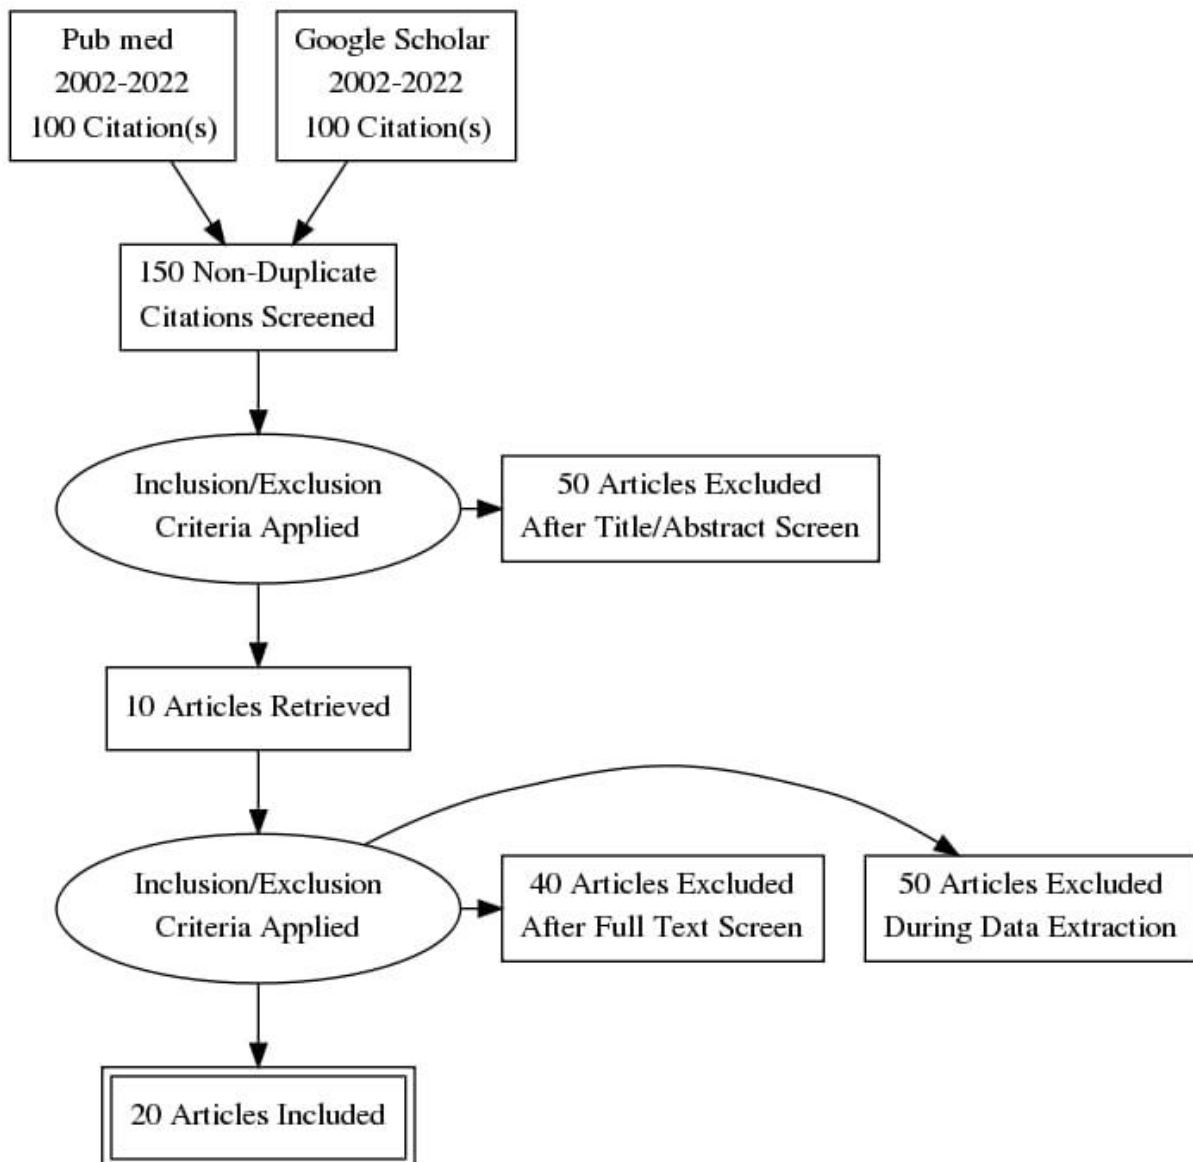 Pub med
2002-2022
100 Citation(s)
Google Scholar
2002-2022
100 Citation(s)
150 Non-Duplicate
Citations Screened
Inclusion/Exclusion
Criteria Applied
50 Articles Excluded
After Title/Abstract Screen
10 Articles Retrieved
Inclusion/Exclusion
Criteria Applied
40 Articles Excluded
After Full Text Screen
50 Articles Excluded
During Data Extraction
20 Articles Included